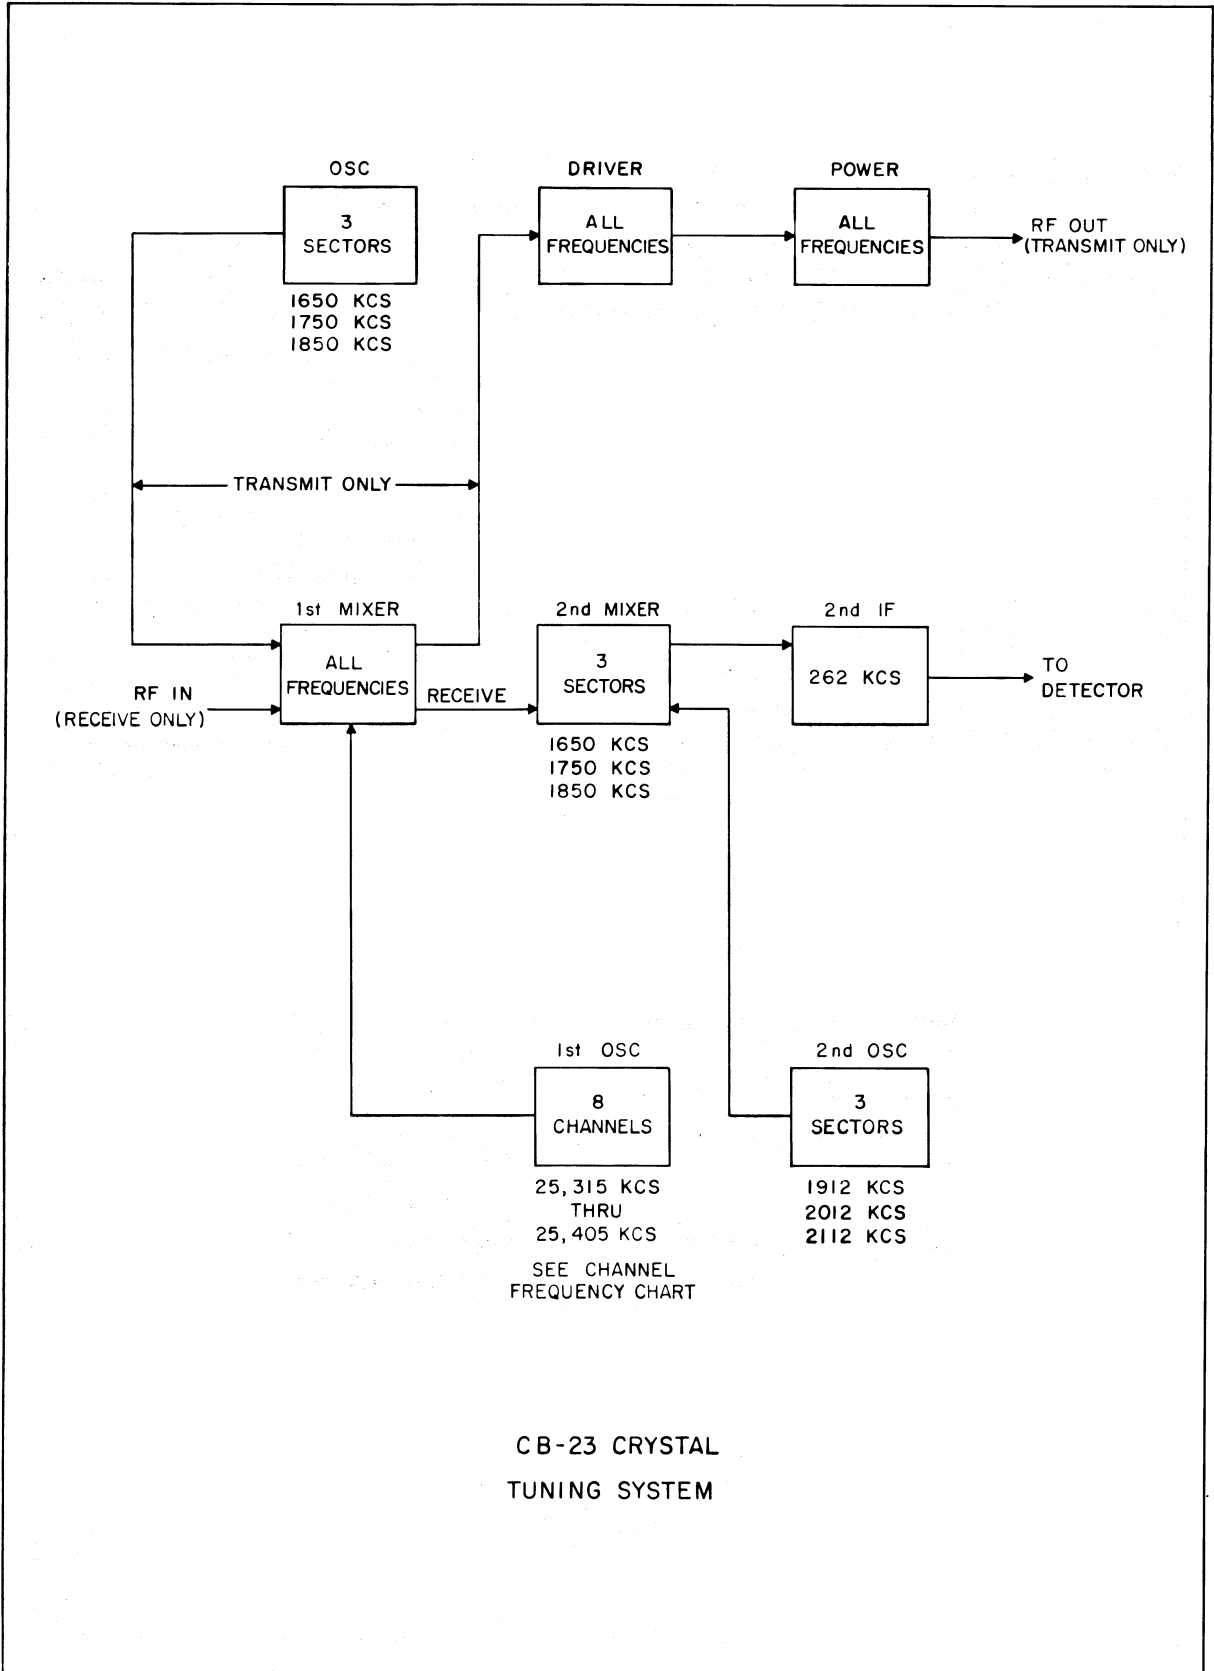 OSC
3
SECTORS
1650 KCS
1750 KCS
1850 KCS
DRIVER
ALL
FREQUENCIES
POWER
ALL
FREQUENCIES
RF OUT
(TRANSMIT ONLY)
TRANSMIT ONLY
1st MIXER
ALL
FREQUENCIES
RF IN
(RECEIVE ONLY)
RECEIVE
2nd MIXER
3
SECTORS
1650 KCS
1750 KCS
1850 KCS
2nd IF
262 KCS
TO
DETECTOR
1st OSC
8
CHANNELS
25,315 KCS
THRU
25,405 KCS
SEE CHANNEL
FREQUENCY CHART
2nd OSC
3
SECTORS
1912 KCS
2012 KCS
2112 KCS
CB-23 CRYSTAL
TUNING SYSTEM